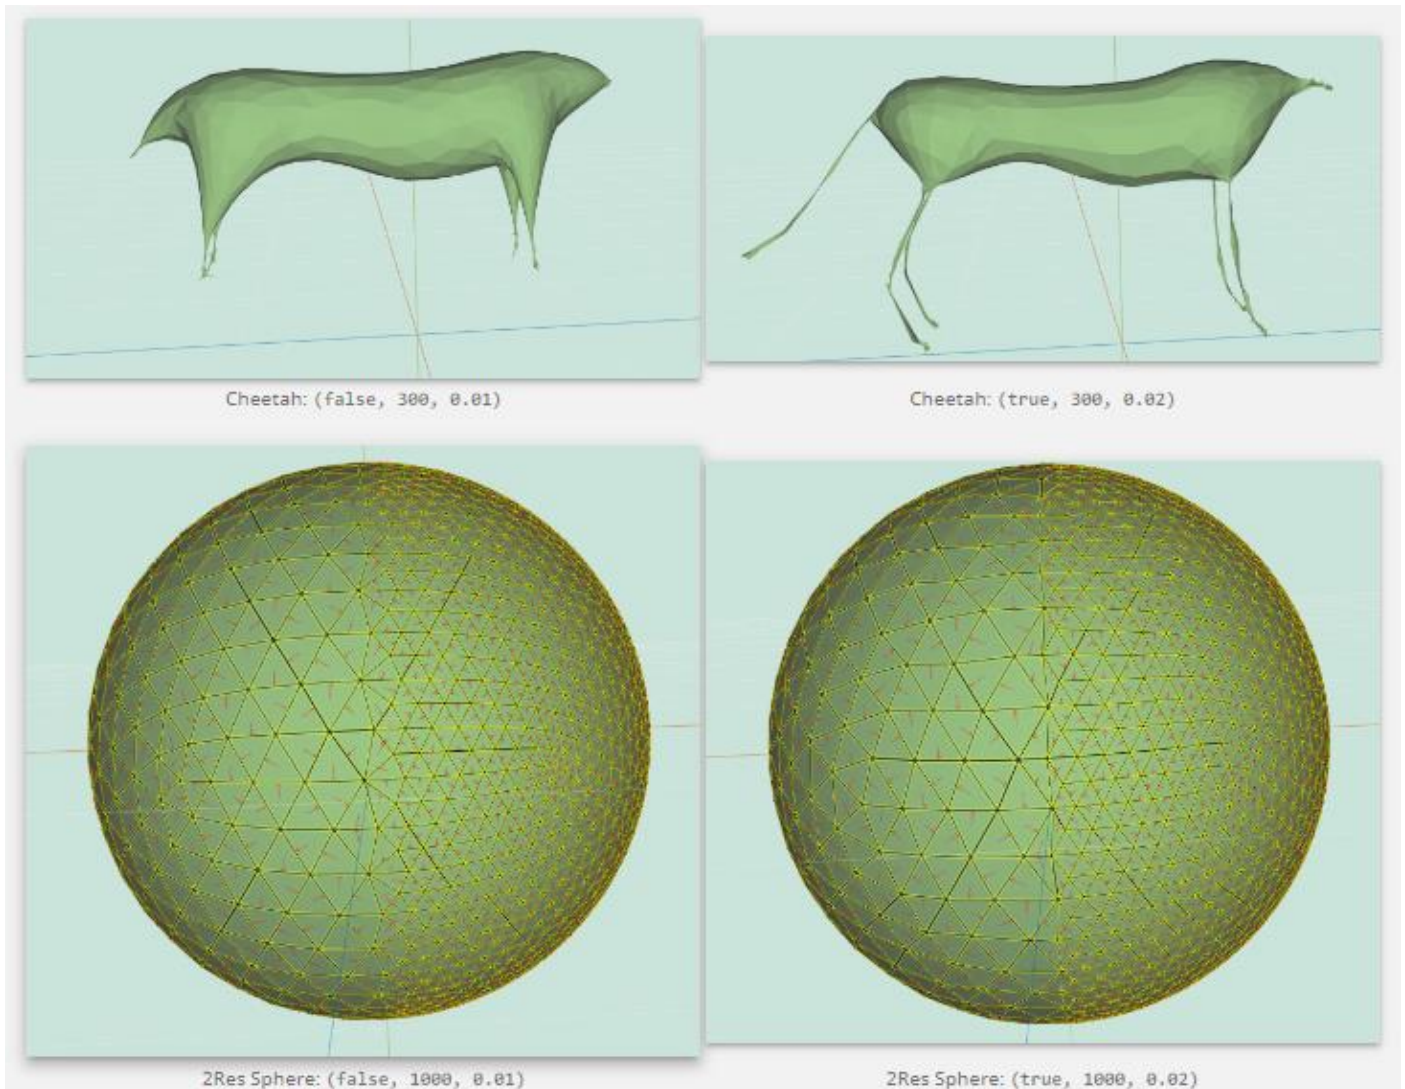 Cheetah: (false, 300, 0.01)
Cheetah: (true, 300, 0.02)
2Res Sphere: (false, 1000, 0.01)
2Res Sphere: (true, 1000, 0.02)